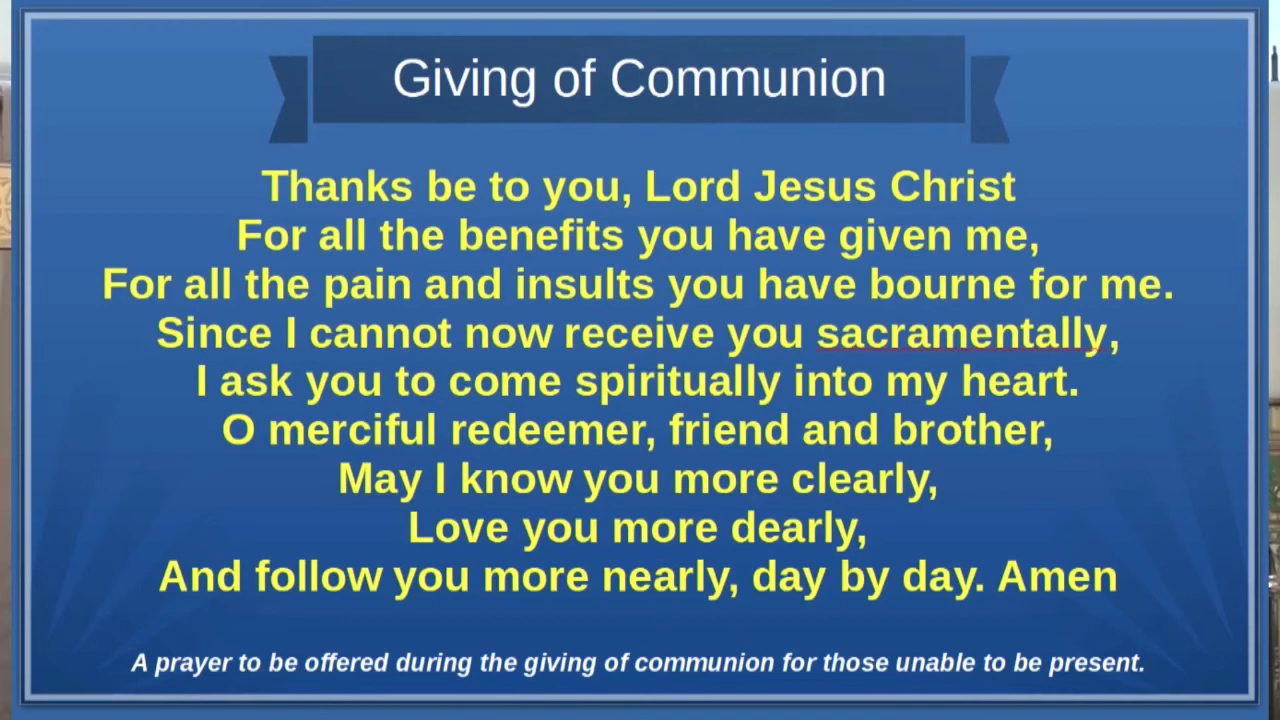 Giving of Communion
Thanks be to you, Lord Jesus Christ
For all the benefits you have given me,
For all the pain and insults you have bourne for me.
Since I cannot now receive you sacramentally,
I ask you to come spiritually into my heart.
O merciful redeemer, friend and brother,
May I know you more clearly,
Love you more dearly,
And follow you more nearly, day by day. Amen
A prayer to be offered during the giving of communion for those unable to be present.